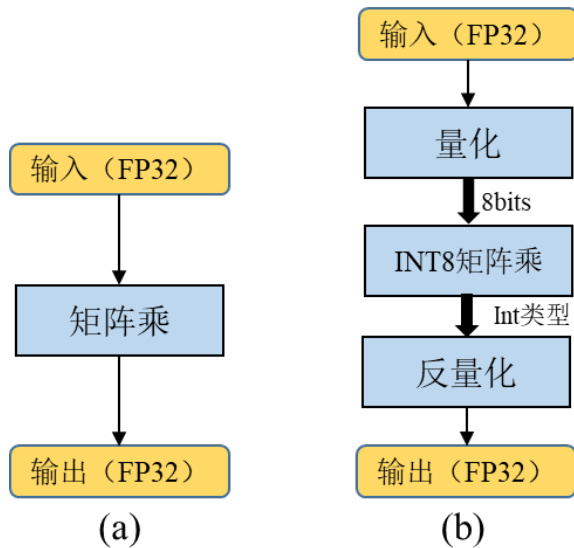 输入（FP32）
矩阵乘
输出（FP32）
(a)
输入（FP32）
量化
8bits
INT8矩阵乘
Int类型
反量化
输出（FP32）
(b)